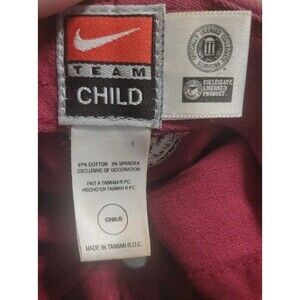 TEAM
CHILD
COLLEGIATE
LICENSED
PRODUCT
97% COTTON 3% SPANDEX
EXCLUSIVE OF DECORATION
FAIT A TAIWAN R.P.C
HECHO EN TAIWAN R.P.C
CHILD
MADE IN TAIWAN R.O.C.